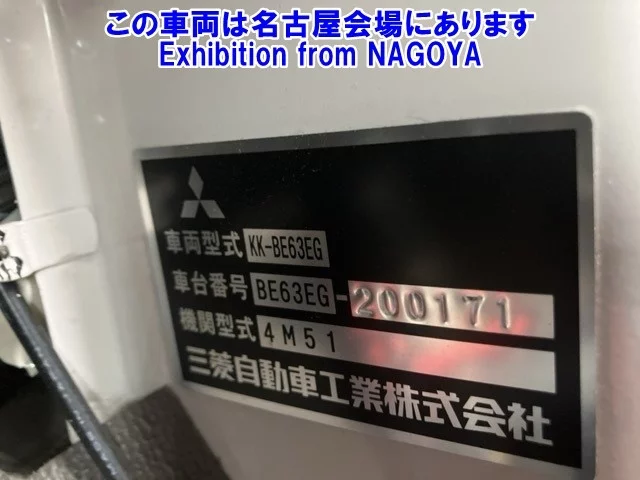 この車両は名古屋会場にあります
Exhibition from NAGOYA
車両型式 KK-BE63EG
車台番号 BE63EG-200171
機関型式 4M51
三菱自動車工業株式会社